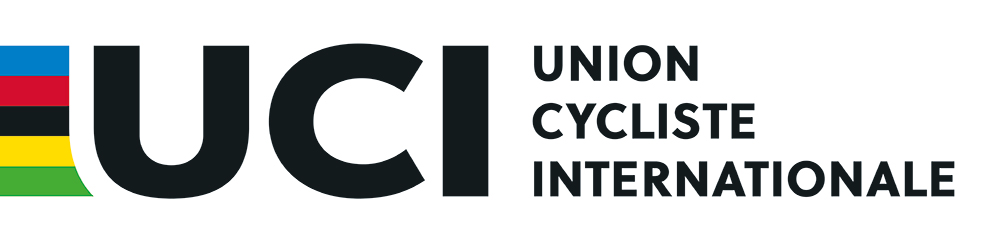 UCI
UNION
CYCLISTE
INTERNATIONALE